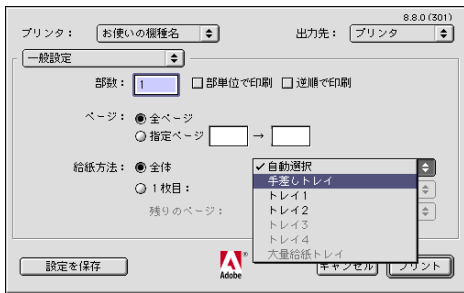 8.8.0 (301)
プリンタ： お使いの機種名 出力先： プリンタ
一般設定
部数： 1 部単位で印刷 逆順で印刷
ページ： 全ページ
指定ページ →
給紙方法： 全体 自動選択
手差しトレイ
1 枚目： トレイ1
残りのページ： トレイ2
トレイ3
トレイ4
大量給紙トレイ
設定を保存 Adobe キャンセル プリント